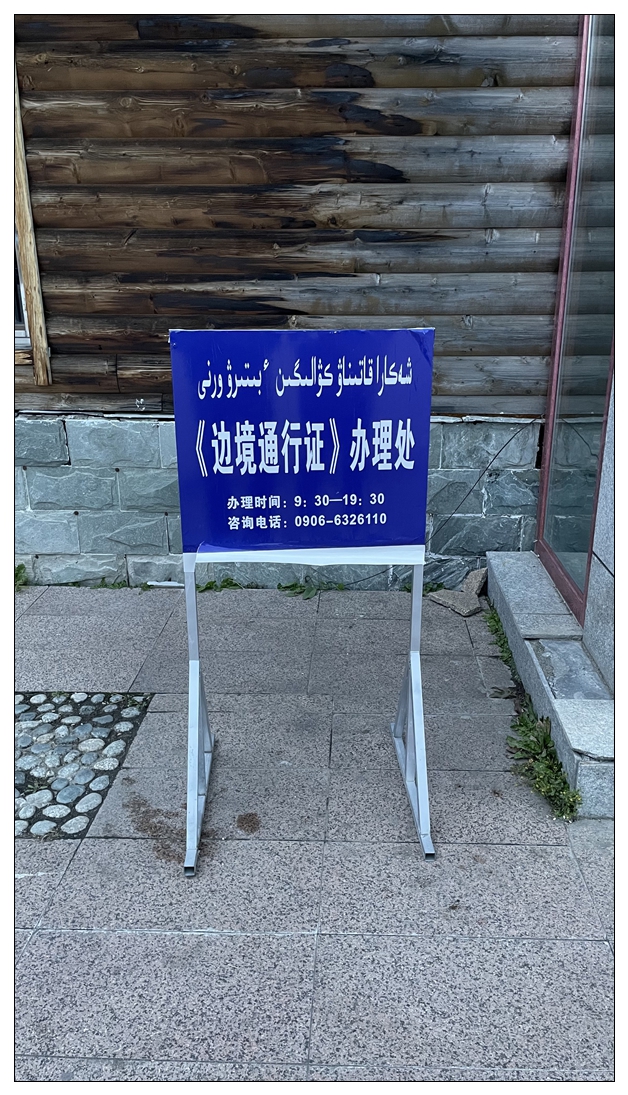 شەكارا قاتىناۋ كۋالىگىن ٴبىتىرۋ ورنى
《边境通行证》办理处
办理时间：9：30—19：30
咨询电话：0906-6326110